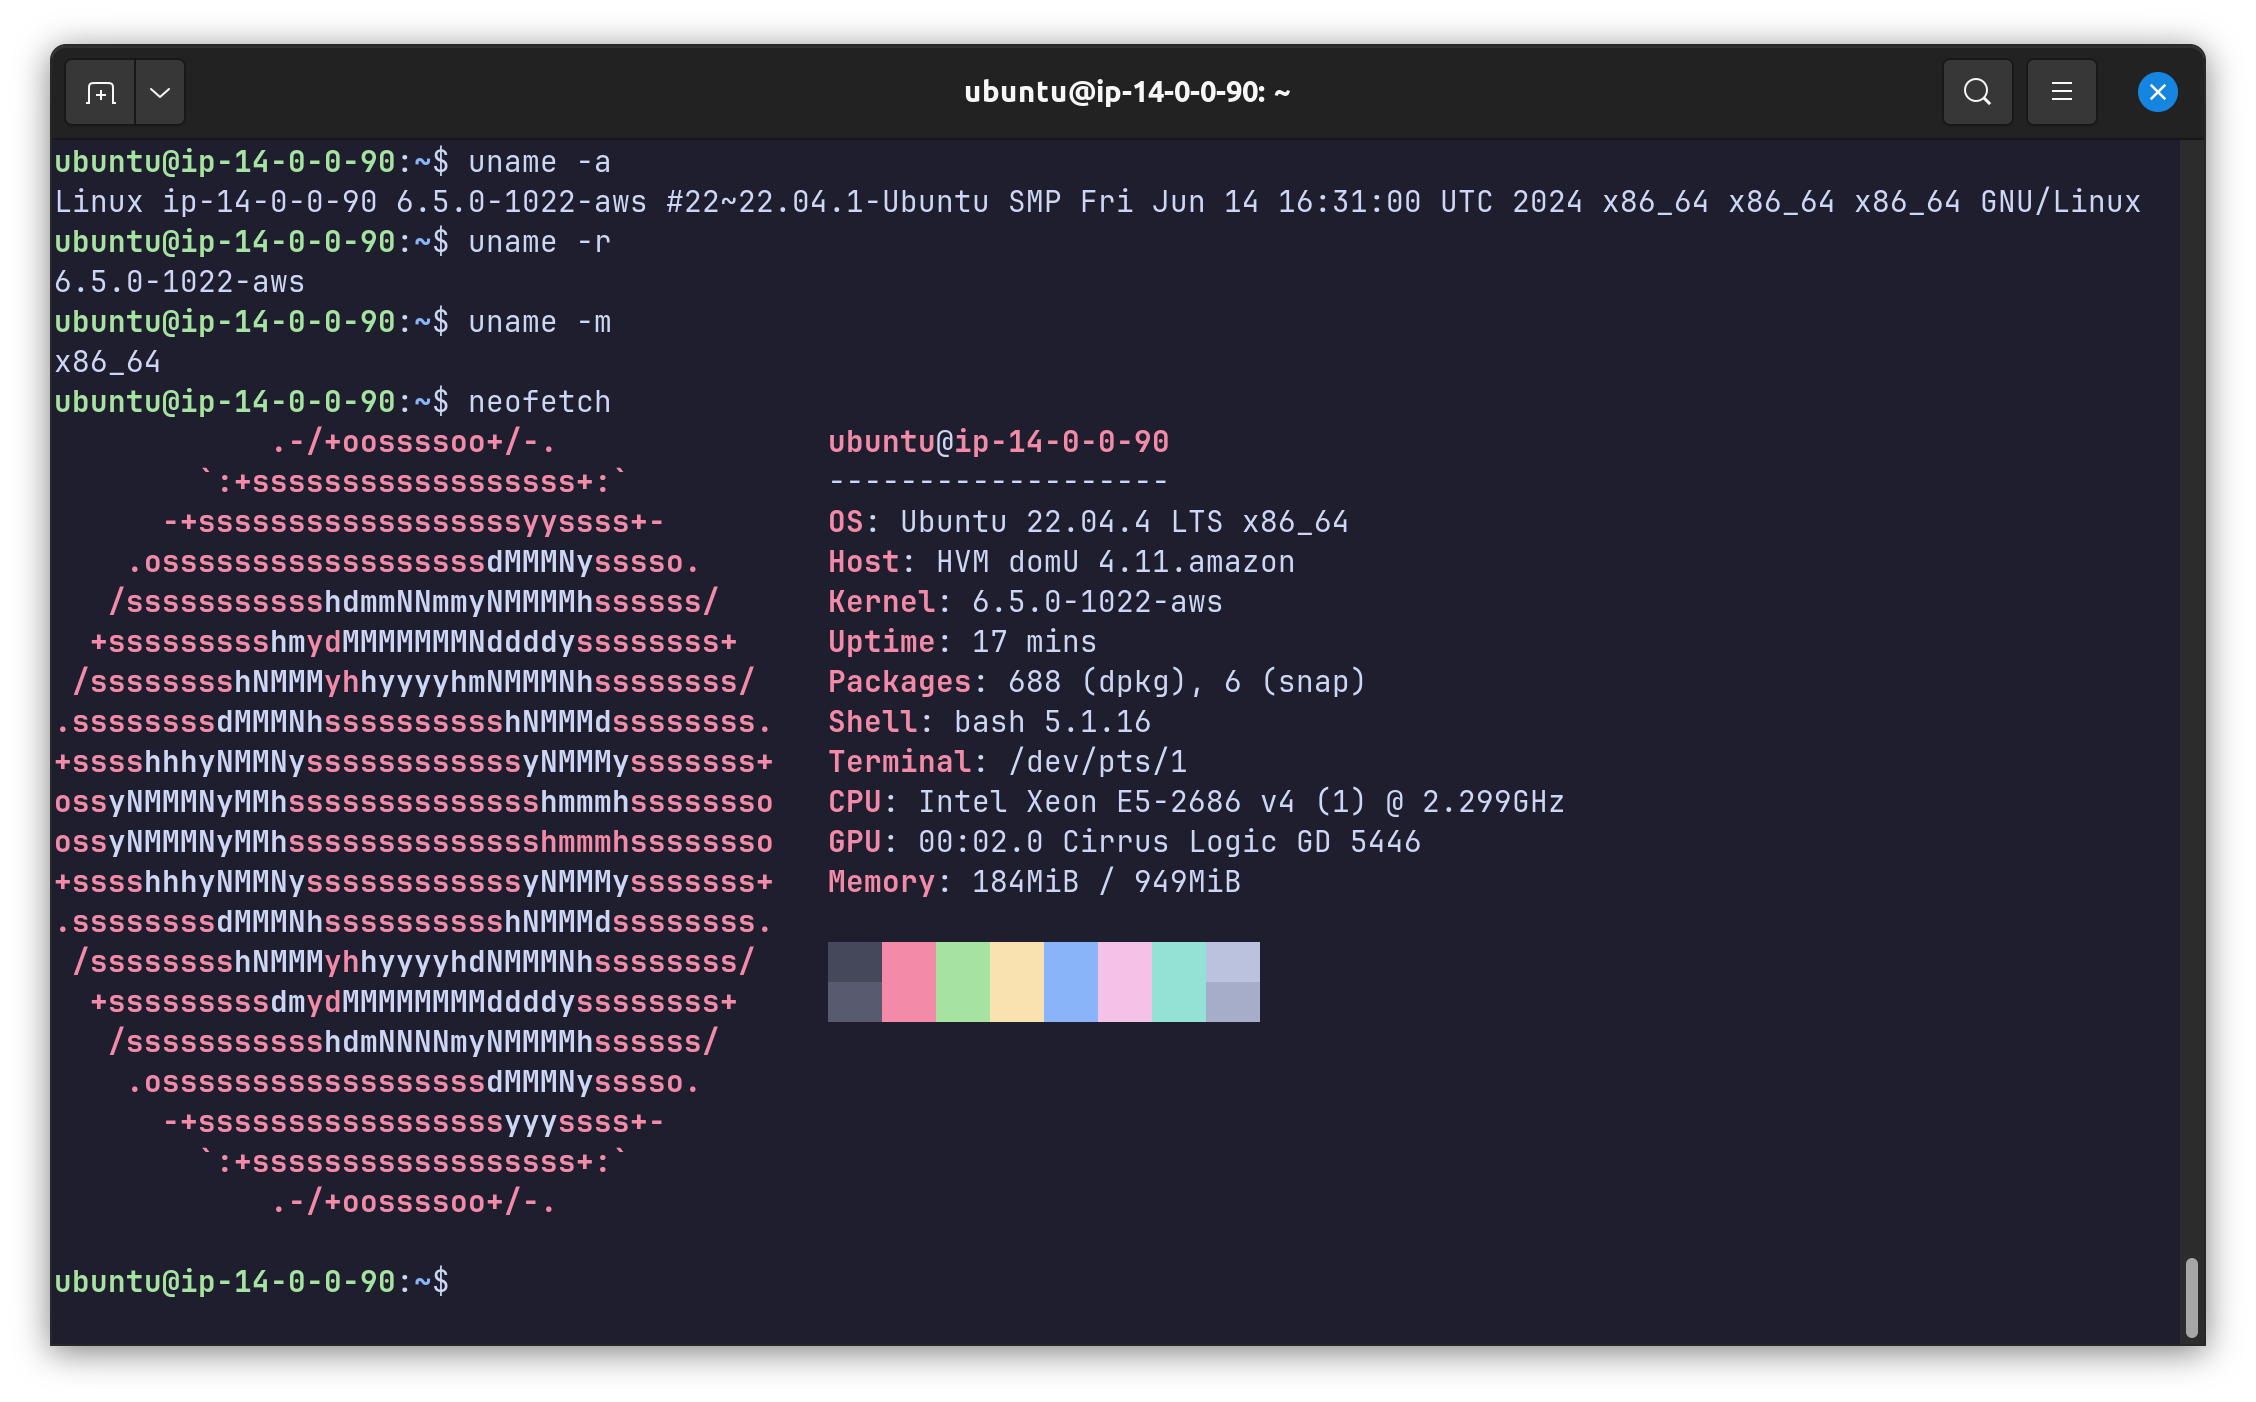 ubuntu@ip-14-0-0-90: ~
ubuntu@ip-14-0-0-90:~$ uname -a
Linux ip-14-0-0-90 6.5.0-1022-aws #22~22.04.1-Ubuntu SMP Fri Jun 14 16:31:00 UTC 2024 x86_64 x86_64 x86_64 GNU/Linux
ubuntu@ip-14-0-0-90:~$ uname -r
6.5.0-1022-aws
ubuntu@ip-14-0-0-90:~$ uname -m
x86_64
ubuntu@ip-14-0-0-90:~$ neofetch
            .-/+oossssoo+/-.               ubuntu@ip-14-0-0-90
        `:+ssssssssssssssssss+:`           -------------------
      -+ssssssssssssssssssyyssss+-         OS: Ubuntu 22.04.4 LTS x86_64
    .ossssssssssssssssssdMMMNysssso.       Host: HVM domU 4.11.amazon
   /ssssssssssshdmmNNmmyNMMMMhssssss/      Kernel: 6.5.0-1022-aws
  +ssssssssshmydMMMMMMMNddddyssssssss+     Uptime: 17 mins
 /sssssssshNMMMyhhyyyyhmNMMMNhssssssss/    Packages: 688 (dpkg), 6 (snap)
.ssssssssdMMMNhsssssssssshNMMMdssssssss.   Shell: bash 5.1.16
+sssshhhyNMMNyssssssssssssyNMMMysssssss+   Terminal: /dev/pts/1
ossyNMMMNyMMhsssssssssssssshmmmhssssssso   CPU: Intel Xeon E5-2686 v4 (1) @ 2.299GHz
ossyNMMMNyMMhsssssssssssssshmmmhssssssso   GPU: 00:02.0 Cirrus Logic GD 5446
+sssshhhyNMMNyssssssssssssyNMMMysssssss+   Memory: 184MiB / 949MiB
.ssssssssdMMMNhsssssssssshNMMMdssssssss.
 /sssssssshNMMMyhhyyyyhdNMMMNhssssssss/
  +sssssssssdmydMMMMMMMMddddyssssssss+
   /ssssssssssshdmNNNNmyNMMMMhssssss/
    .ossssssssssssssssssdMMMNysssso.
      -+sssssssssssssssssyyyssss+-
        `:+ssssssssssssssssss+:`
            .-/+oossssoo+/-.
ubuntu@ip-14-0-0-90:~$